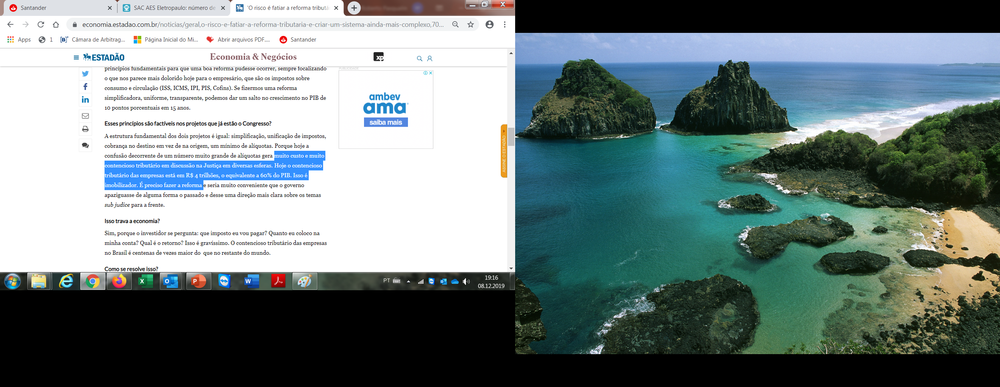 Santander
SAC AES Eletropaulo: número de
'O risco é fatiar a reforma tributá
economia.estadao.com.br/noticias/geral,o-risco-e-fatiar-a-reforma-tributaria-e-criar-um-sistema-ainda-mais-complexo,70...
Apps
1
Câmara de Arbitrag...
Página Inicial do Mi...
Abrir arquivos PDF....
Santander
ESTADÃO
Economia & Negócios
xp
princípios fundamentais para que uma boa reforma pudesse ocorrer, sempre focalizando
o que nos parece mais dolorido hoje para o empresário, que são os impostos sobre
consumo e circulação (ISS, ICMS, IPI, PIS, Cofins). Se fizermos uma reforma
simplificadora, uniforme, transparente, podemos dar um salto no crescimento no PIB de
10 pontos porcentuais em 15 anos.
Esses princípios são factíveis nos projetos que já estão o Congresso?
A estrutura fundamental dos dois projetos é igual: simplificação, unificação de impostos,
cobrança no destino em vez de na origem, um mínimo de alíquotas. Porque hoje a
confusão decorrente de um número muito grande de alíquotas gera muito custo e muito
contencioso tributário em discussão na Justiça em diversas esferas. Hoje o contencioso
tributário das empresas está em R$ 4 trilhões, o equivalente a 60% do PIB. Isso é
imobilizador. É preciso fazer a reforma e seria muito conveniente que o governo
apaziguasse de alguma forma o passado e desse uma direção mais clara sobre os temas
sub judice para a frente.
Isso trava a economia?
Sim, porque o investidor se pergunta: que imposto eu vou pagar? Quanto eu coloco na
minha conta? Qual é o retorno? Isso é gravíssimo. O contencioso tributário das empresas
no Brasil é centenas de vezes maior do que no restante do mundo.
Como se resolve isso?
PUBLICIDADE
ambev
ama
saiba mais
ASSINE O ESTADÃO
PT
19:16
08.12.2019